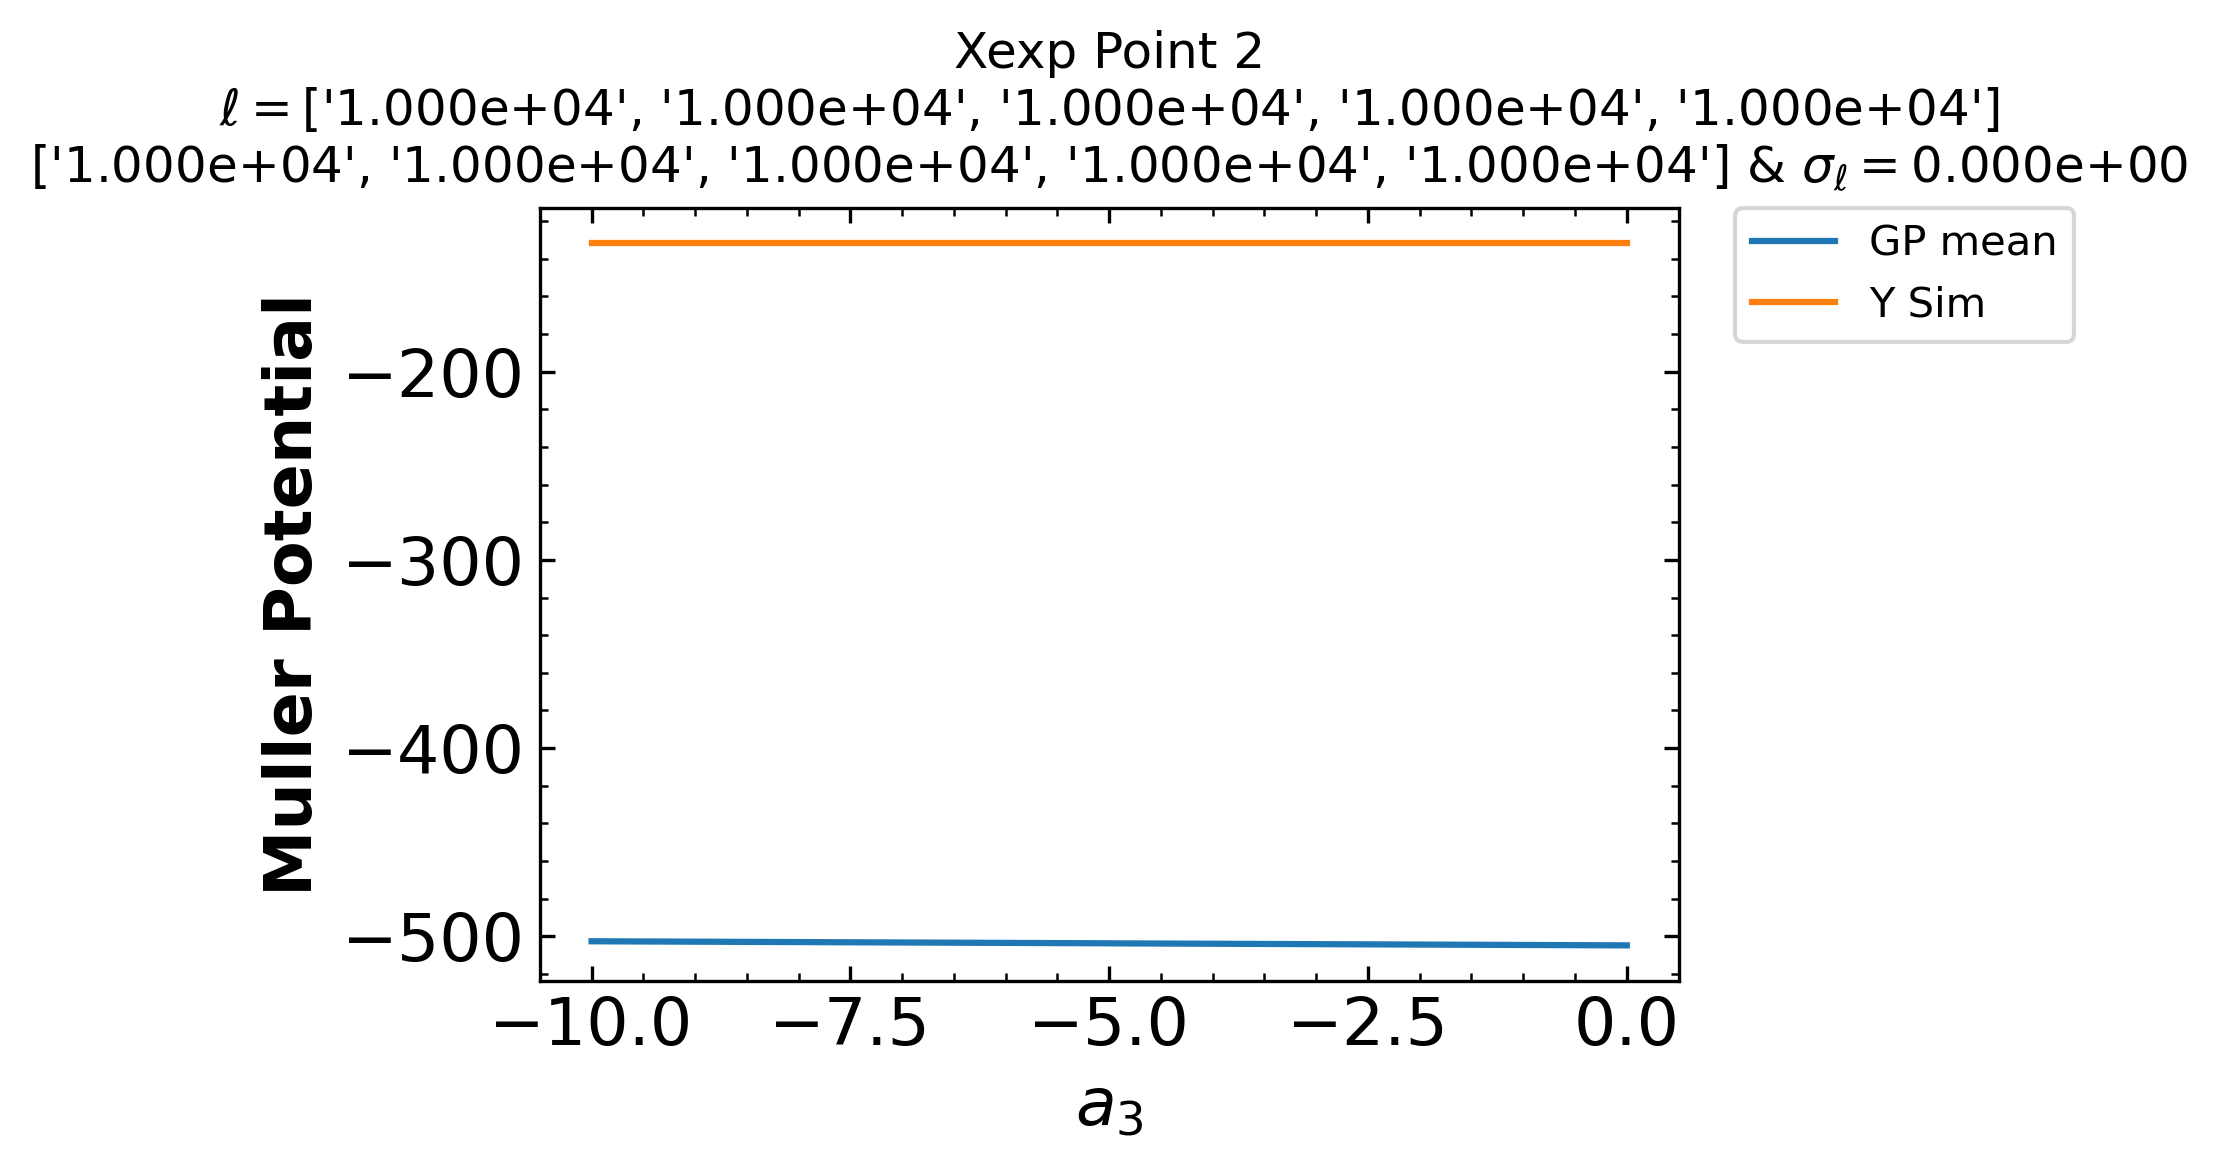 Xexp Point 2
ℓ = ['1.000e+04', '1.000e+04', '1.000e+04', '1.000e+04', '1.000e+04']
['1.000e+04', '1.000e+04', '1.000e+04', '1.000e+04', '1.000e+04'] & σℓ = 0.000e+00
GP mean
Y Sim
Muller Potential
−200
−300
−400
−500
−10.0 −7.5 −5.0 −2.5 0.0
a₃